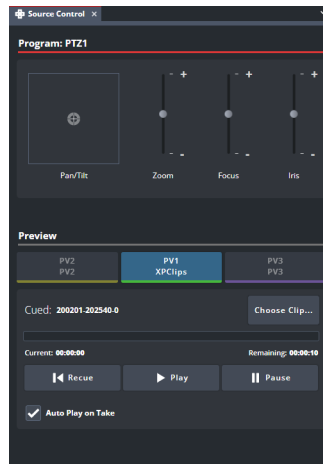 Source Control ×
Program: PTZ1
- +
- +
- +
- -
- -
- -
Pan/Tilt Zoom Focus Iris
Preview
PV2 PV1 PV3
PV2 XPClips PV3
Cued: 200201-202540-0 Choose Clip...
Current: 00:00:00 Remaining: 00:00:10
Recue Play Pause
Auto Play on Take